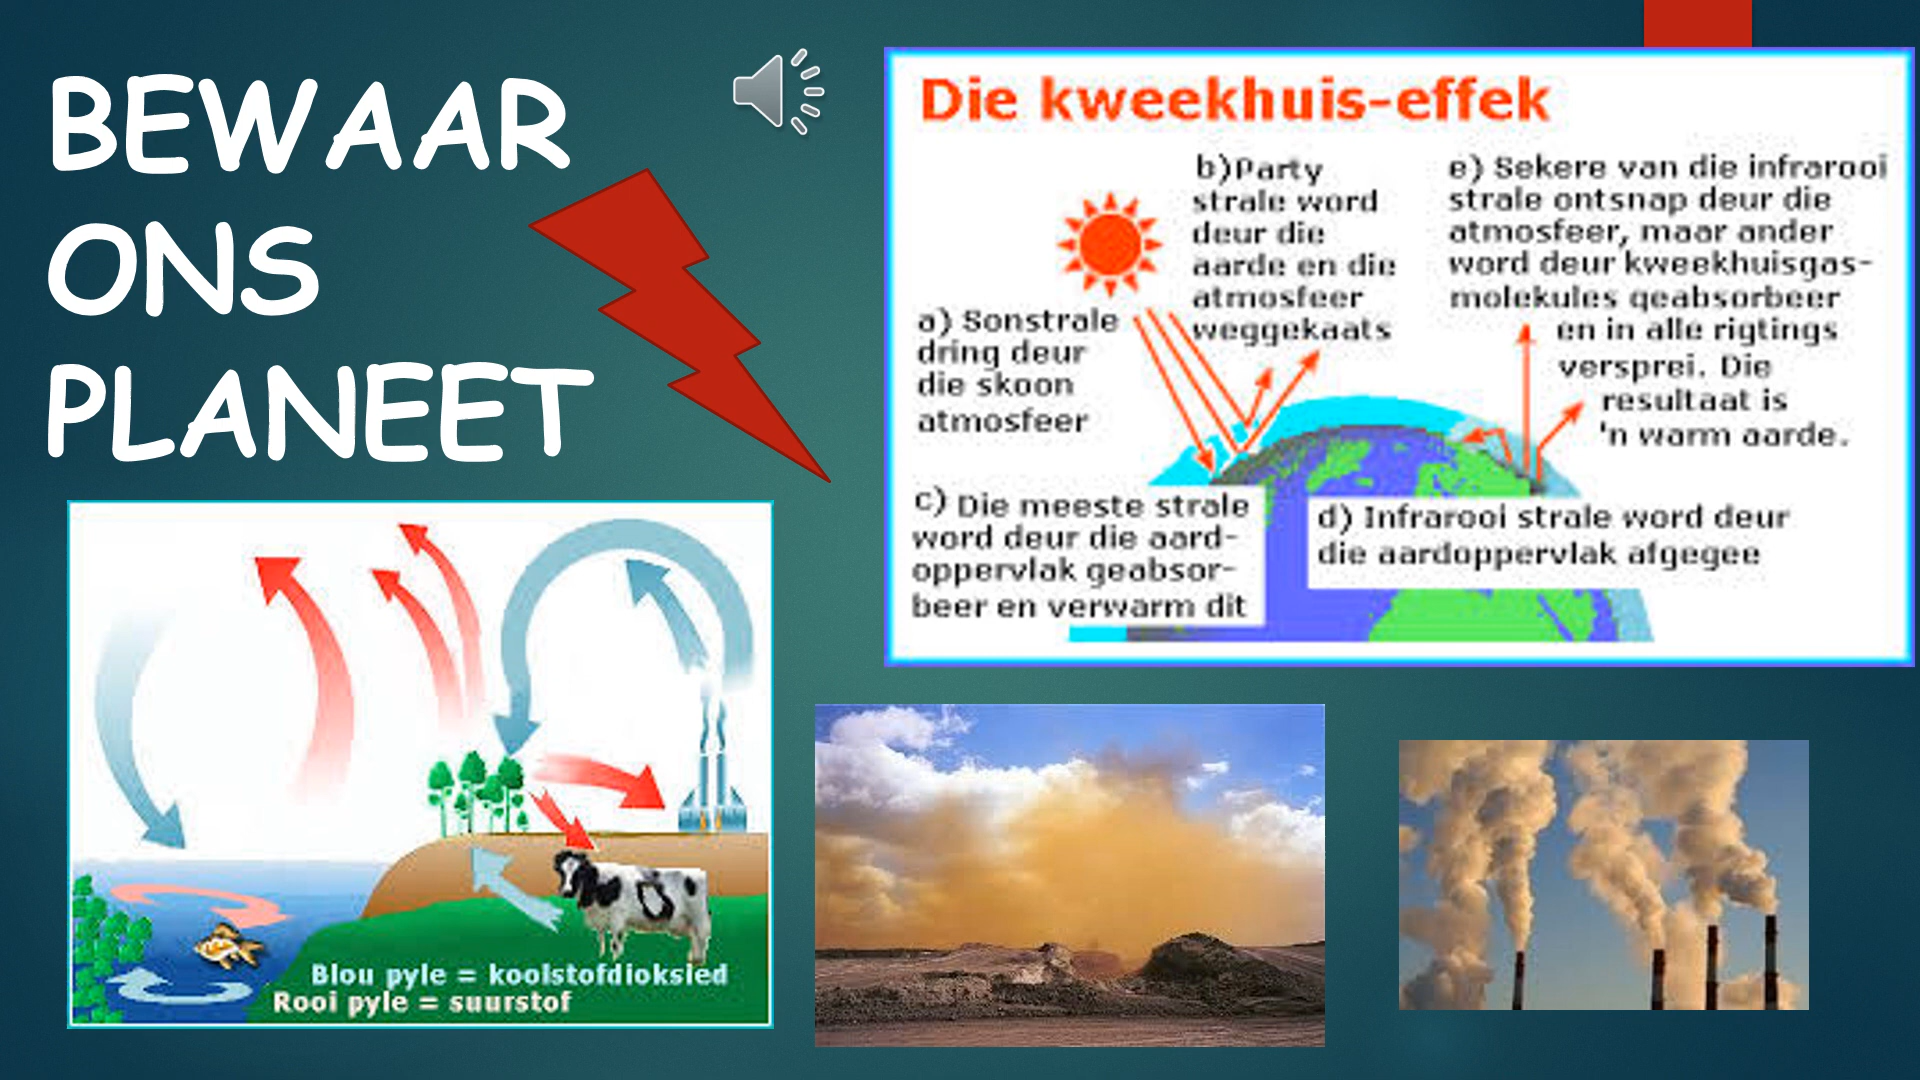 BEWAAR
ONS
PLANEET
Die kweekhuis-effek
a) Sonstrale
dring deur
die skoon
atmosfeer
b)Party
strale word
deur die
aarde en die
atmosfeer
weggekaats
c) Die meeste strale
word deur die aard-
oppervlak geabsor-
beer en verwarm dit
d) Infrarooi strale word deur
die aardoppervlak afgegee
e) Sekere van die infrarooi
strale ontsnap deur die
atmosfeer, maar ander
word deur kweekhuisgas-
molekules geabsorbeer
en in alle rigtings
versprei. Die
resultaat is
'n warm aarde.
Blou pyle = koolstofdioksied
Rooi pyle = suurstof